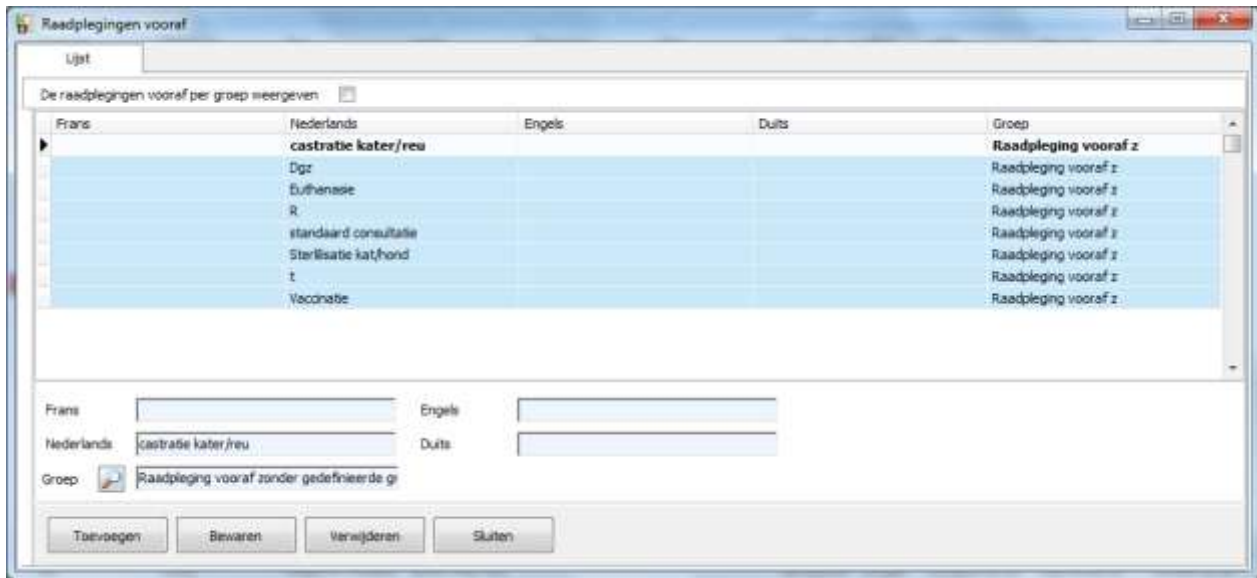 Raadplegingen vooraf
Lijst
De raadplegingen vooraf per groep weergeven
Frans Nederlands Engels Duits Groep
castratie kater/reu Raadpleging vooraf z
Dgz Raadpleging vooraf z
Euthanasie Raadpleging vooraf z
R Raadpleging vooraf z
standaard consultatie Raadpleging vooraf z
Sterilisatie kat/hond Raadpleging vooraf z
t Raadpleging vooraf z
Vaccinatie Raadpleging vooraf z
Frans Engels
Nederlands castratie kater/reu Duits
Groep Raadpleging vooraf zonder gedefinieerde gr
Toevoegen Bewaren Verwijderen Sluiten